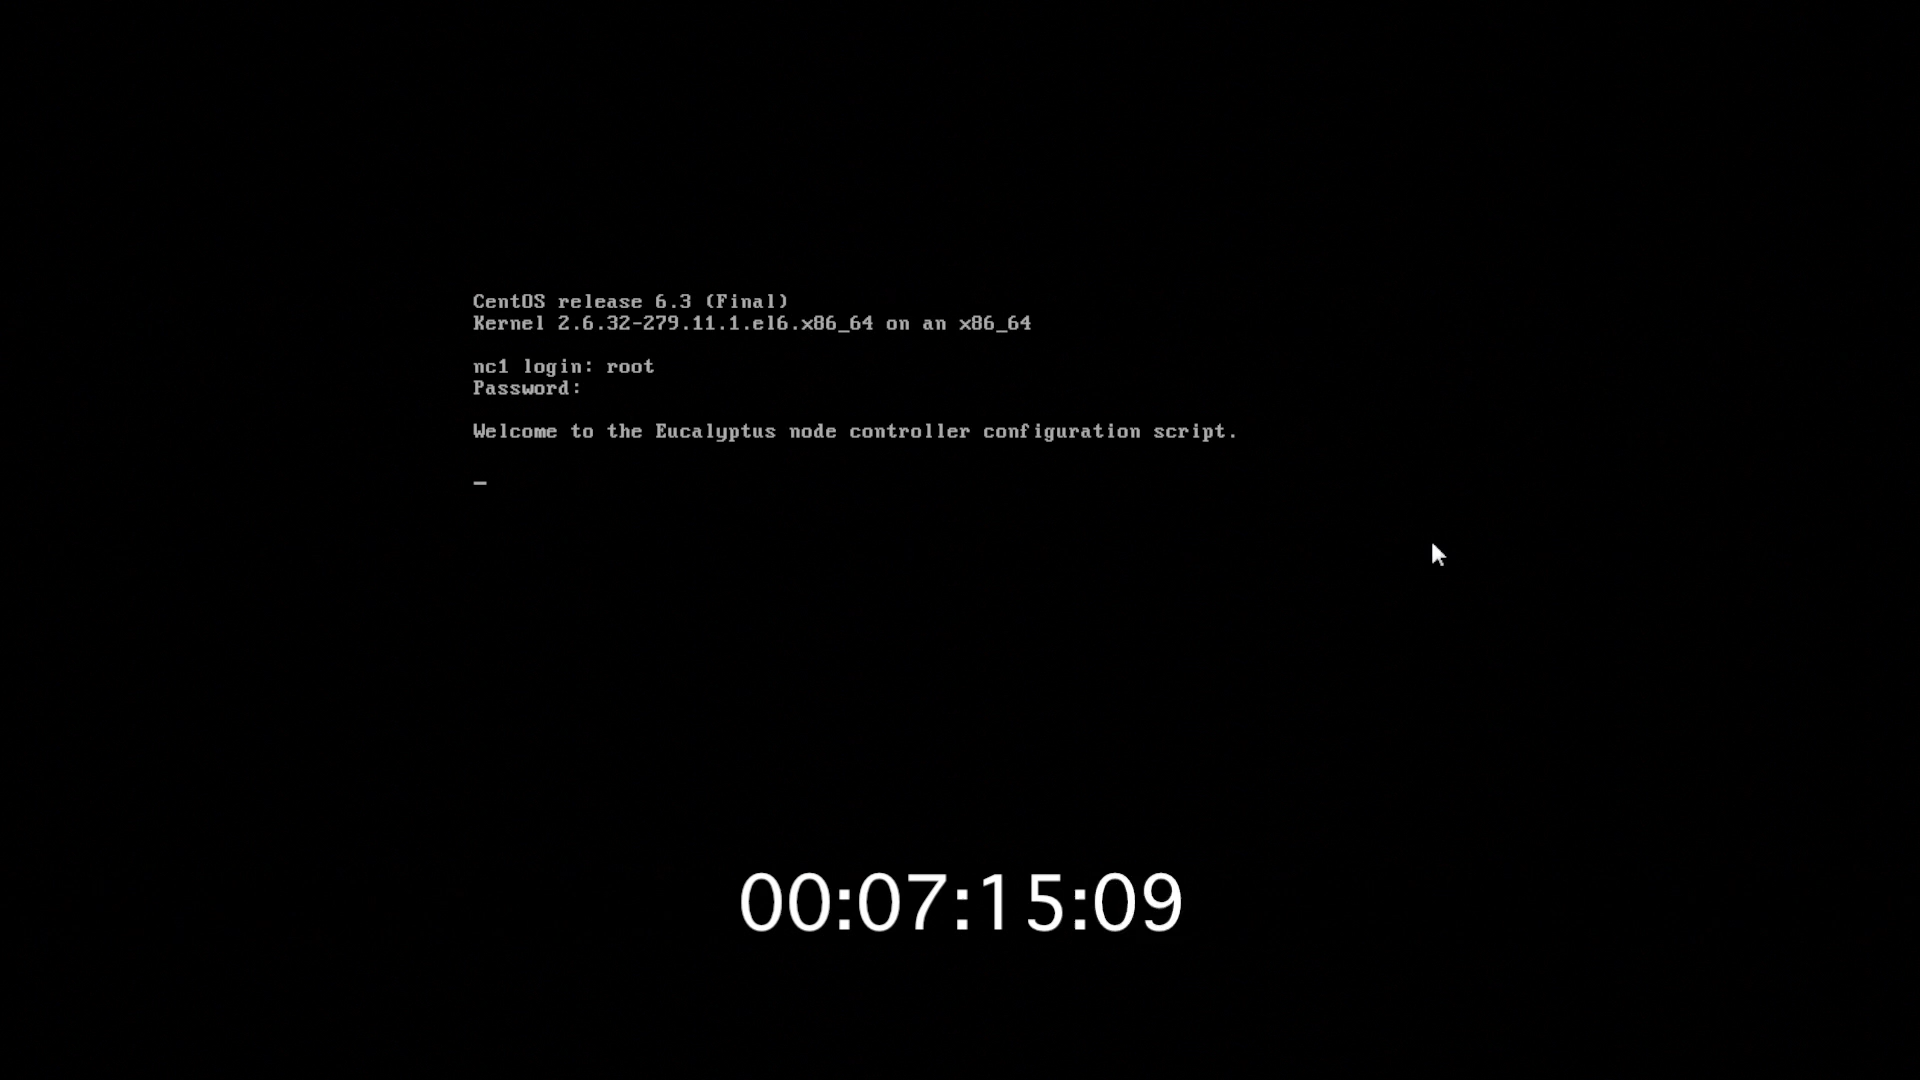 CentOS release 6.3 (Final)
Kernel 2.6.32-279.11.1.el6.x86_64 on an x86_64
nc1 login: root
Password:
Welcome to the Eucalyptus node controller configuration script.
00:07:15:09